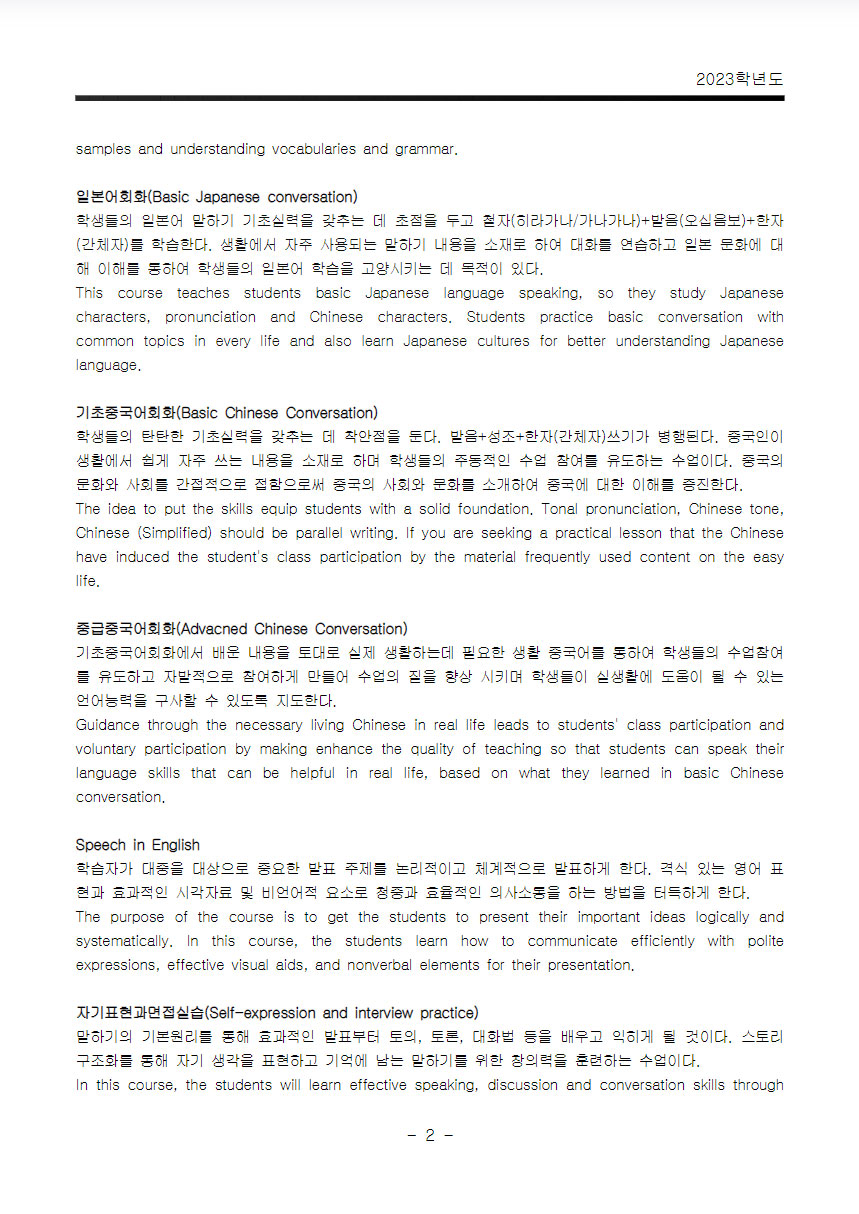 2023학년도
samples and understanding vocabularies and grammar.
일본어회화(Basic Japanese conversation)
학생들의 일본어 말하기 기초실력을 갖추는 데 초점을 두고 철자(히라가나/가나가나)+발음(오십음보)+한자
(간체자)를 학습한다. 생활에서 자주 사용되는 말하기 내용을 소재로 하여 대화를 연습하고 일본 문화에 대
해 이해를 통하여 학생들의 일본어 학습을 고양시키는 데 목적이 있다.
This course teaches students basic Japanese language speaking, so they study Japanese
characters, pronunciation and Chinese characters. Students practice basic conversation with
common topics in every life and also learn Japanese cultures for better understanding Japanese
language.
기초중국어회화(Basic Chinese Conversation)
학생들의 탄탄한 기초실력을 갖추는 데 착안점을 둔다. 발음+성조+한자(간체자)쓰기가 병행된다. 중국인이
생활에서 쉽게 자주 쓰는 내용을 소재로 하며 학생들의 주동적인 수업 참여를 유도하는 수업이다. 중국의
문화와 사회를 간접적으로 접함으로써 중국의 사회와 문화를 소개하여 중국에 대한 이해를 증진한다.
The idea to put the skills equip students with a solid foundation. Tonal pronunciation, Chinese tone,
Chinese (Simplified) should be parallel writing. If you are seeking a practical lesson that the Chinese
have induced the student's class participation by the material frequently used content on the easy
life.
중급중국어회화(Advacned Chinese Conversation)
기초중국어회화에서 배운 내용을 토대로 실제 생활하는데 필요한 생활 중국어를 통하여 학생들의 수업참여
를 유도하고 자발적으로 참여하게 만들어 수업의 질을 향상 시키며 학생들이 실생활에 도움이 될 수 있는
언어능력을 구사할 수 있도록 지도한다.
Guidance through the necessary living Chinese in real life leads to students' class participation and
voluntary participation by making enhance the quality of teaching so that students can speak their
language skills that can be helpful in real life, based on what they learned in basic Chinese
conversation.
Speech in English
학습자가 대중을 대상으로 중요한 발표 주제를 논리적이고 체계적으로 발표하게 한다. 격식 있는 영어 표
현과 효과적인 시각자료 및 비언어적 요소로 청중과 효율적인 의사소통을 하는 방법을 터득하게 한다.
The purpose of the course is to get the students to present their important ideas logically and
systematically. In this course, the students learn how to communicate efficiently with polite
expressions, effective visual aids, and nonverbal elements for their presentation.
자기표현과면접실습(Self-expression and interview practice)
말하기의 기본원리를 통해 효과적인 발표부터 토의, 토론, 대화법 등을 배우고 익히게 될 것이다. 스토리
구조화를 통해 자기 생각을 표현하고 기억에 남는 말하기를 위한 창의력을 훈련하는 수업이다.
In this course, the students will learn effective speaking, discussion and conversation skills through
- 2 -